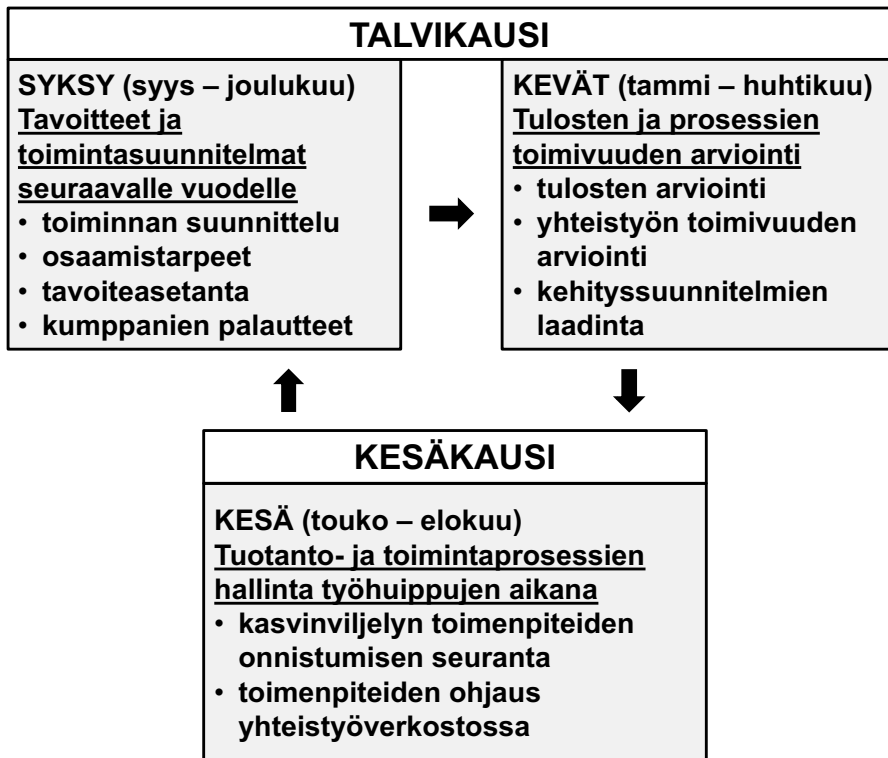 TALVIKAUSI
SYKSY (syys – joulukuu)
Tavoitteet ja
toimintasuunnitelmat
seuraavalle vuodelle
• toiminnan suunnittelu
• osaamistarpeet
• tavoiteasetanta
• kumppanien palautteet
KEVÄT (tammi – huhtikuu)
Tulosten ja prosessien
toimivuuden arviointi
• tulosten arviointi
• yhteistyön toimivuuden
arviointi
• kehityssuunnitelmien
laadinta
KESÄKAUSI
KESÄ (touko – elokuu)
Tuotanto- ja toimintaprosessien
hallinta työhuippujen aikana
• kasvinviljelyn toimenpiteiden
onnistumisen seuranta
• toimenpiteiden ohjaus
yhteistyöverkostossa